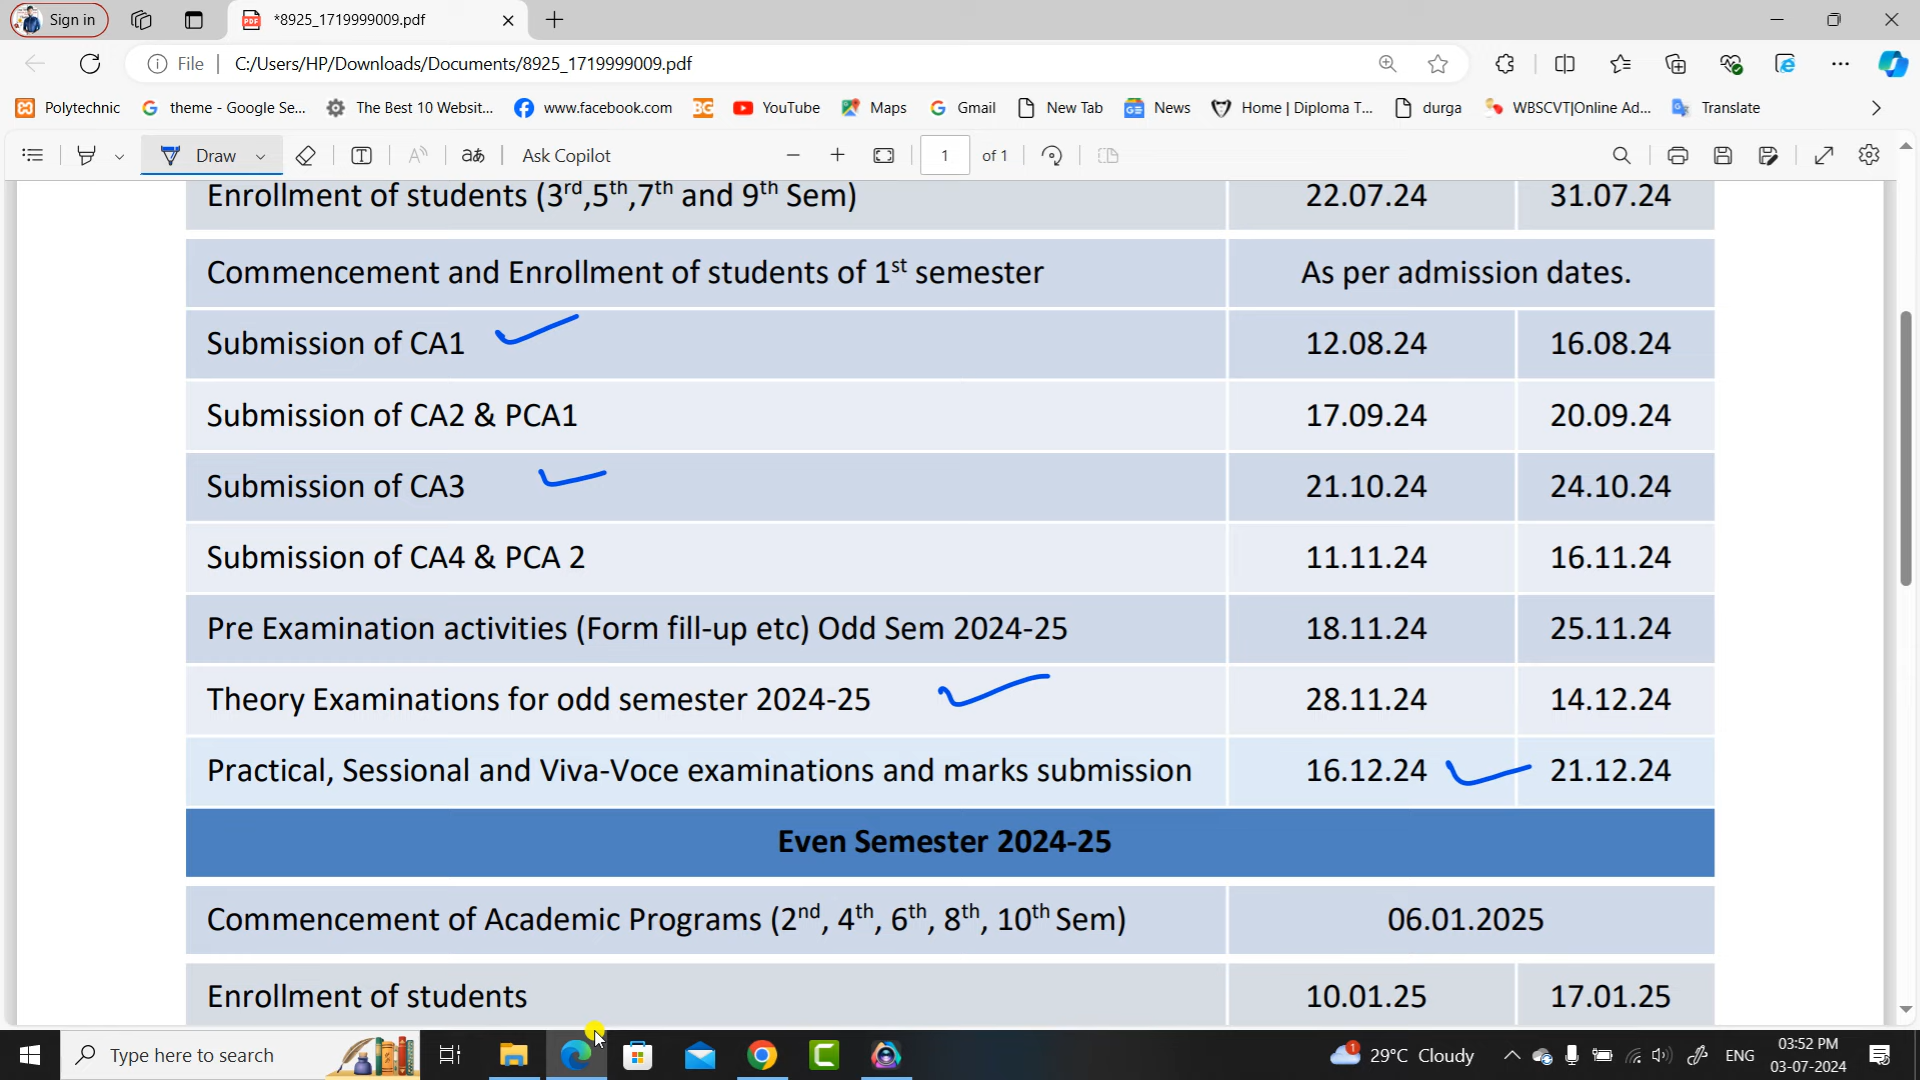 Sign in
*8925_1719999009.pdf
File
C:/Users/HP/Downloads/Documents/8925_1719999009.pdf
Polytechnic
theme - Google Se...
The Best 10 Websit...
www.facebook.com
YouTube
Maps
Gmail
New Tab
News
Home | Diploma T...
durga
WBSCVT|Online Ad...
Translate
Draw
Ask Copilot
1 of 1
Enrollment of students (3rd,5th,7th and 9th Sem) 22.07.24 31.07.24
Commencement and Enrollment of students of 1st semester As per admission dates.
Submission of CA1 12.08.24 16.08.24
Submission of CA2 & PCA1 17.09.24 20.09.24
Submission of CA3 21.10.24 24.10.24
Submission of CA4 & PCA 2 11.11.24 16.11.24
Pre Examination activities (Form fill-up etc) Odd Sem 2024-25 18.11.24 25.11.24
Theory Examinations for odd semester 2024-25 28.11.24 14.12.24
Practical, Sessional and Viva-Voce examinations and marks submission 16.12.24 21.12.24
Even Semester 2024-25
Commencement of Academic Programs (2nd, 4th, 6th, 8th, 10th Sem) 06.01.2025
Enrollment of students 10.01.25 17.01.25
Type here to search
29°C Cloudy
ENG
03:52 PM
03-07-2024